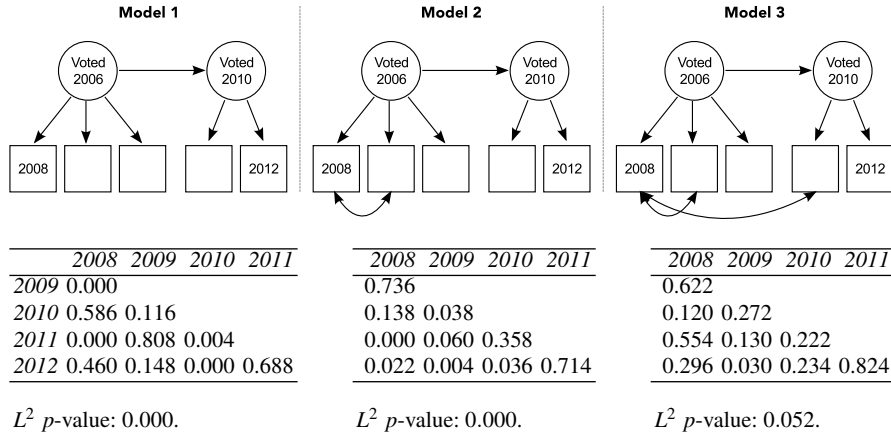 Model 1 Model 2 Model 3
Voted 2006 Voted 2010 Voted 2006 Voted 2010 Voted 2006 Voted 2010
2008 2012 2008 2012 2008 2012
2008 2009 2010 2011 2008 2009 2010 2011 2008 2009 2010 2011
2009 0.000 0.736 0.622
2010 0.586 0.116 0.138 0.038 0.120 0.272
2011 0.000 0.808 0.004 0.000 0.060 0.358 0.554 0.130 0.222
2012 0.460 0.148 0.000 0.688 0.022 0.004 0.036 0.714 0.296 0.030 0.234 0.824
L² p-value: 0.000. L² p-value: 0.000. L² p-value: 0.052.